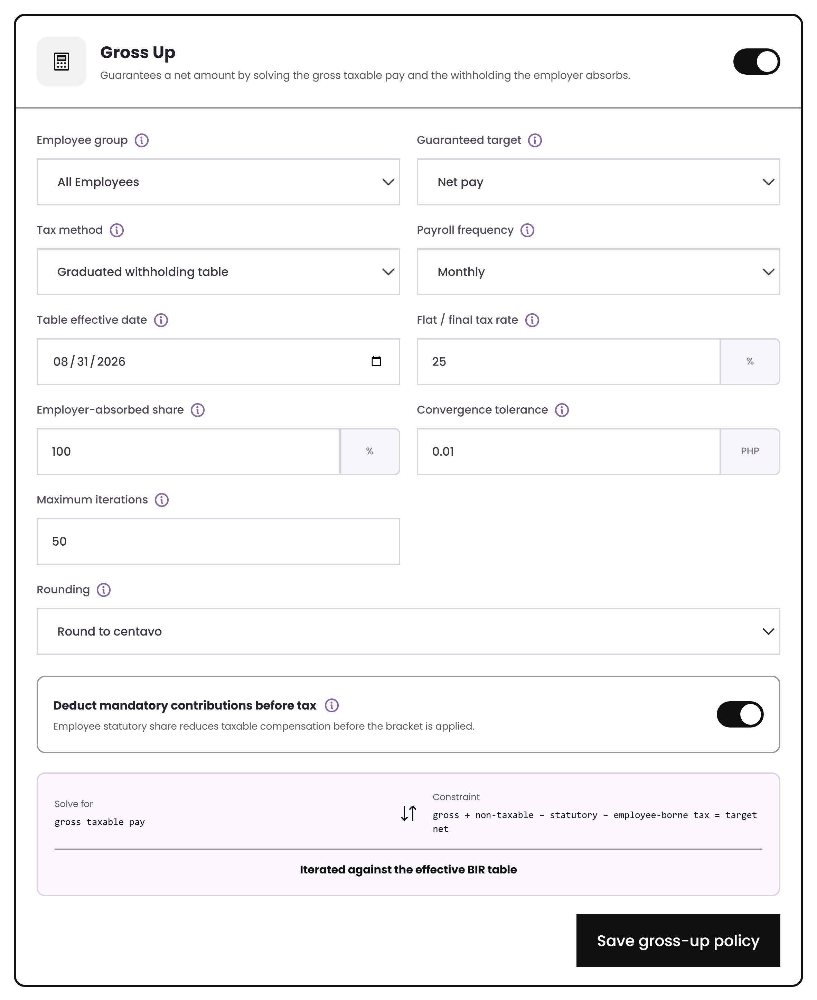 Gross Up
Guarantees a net amount by solving the gross taxable pay and the withholding the employer absorbs.
Employee group
Guaranteed target
All Employees
Net pay
Tax method
Payroll frequency
Graduated withholding table
Monthly
Table effective date
Flat / final tax rate
08/31/2026
25
%
Employer-absorbed share
Convergence tolerance
100
%
0.01
PHP
Maximum iterations
50
Rounding
Round to centavo
Deduct mandatory contributions before tax
Employee statutory share reduces taxable compensation before the bracket is applied.
Solve for
gross taxable pay
Constraint
gross + non-taxable – statutory – employee-borne tax = target
net
Iterated against the effective BIR table
Save gross-up policy